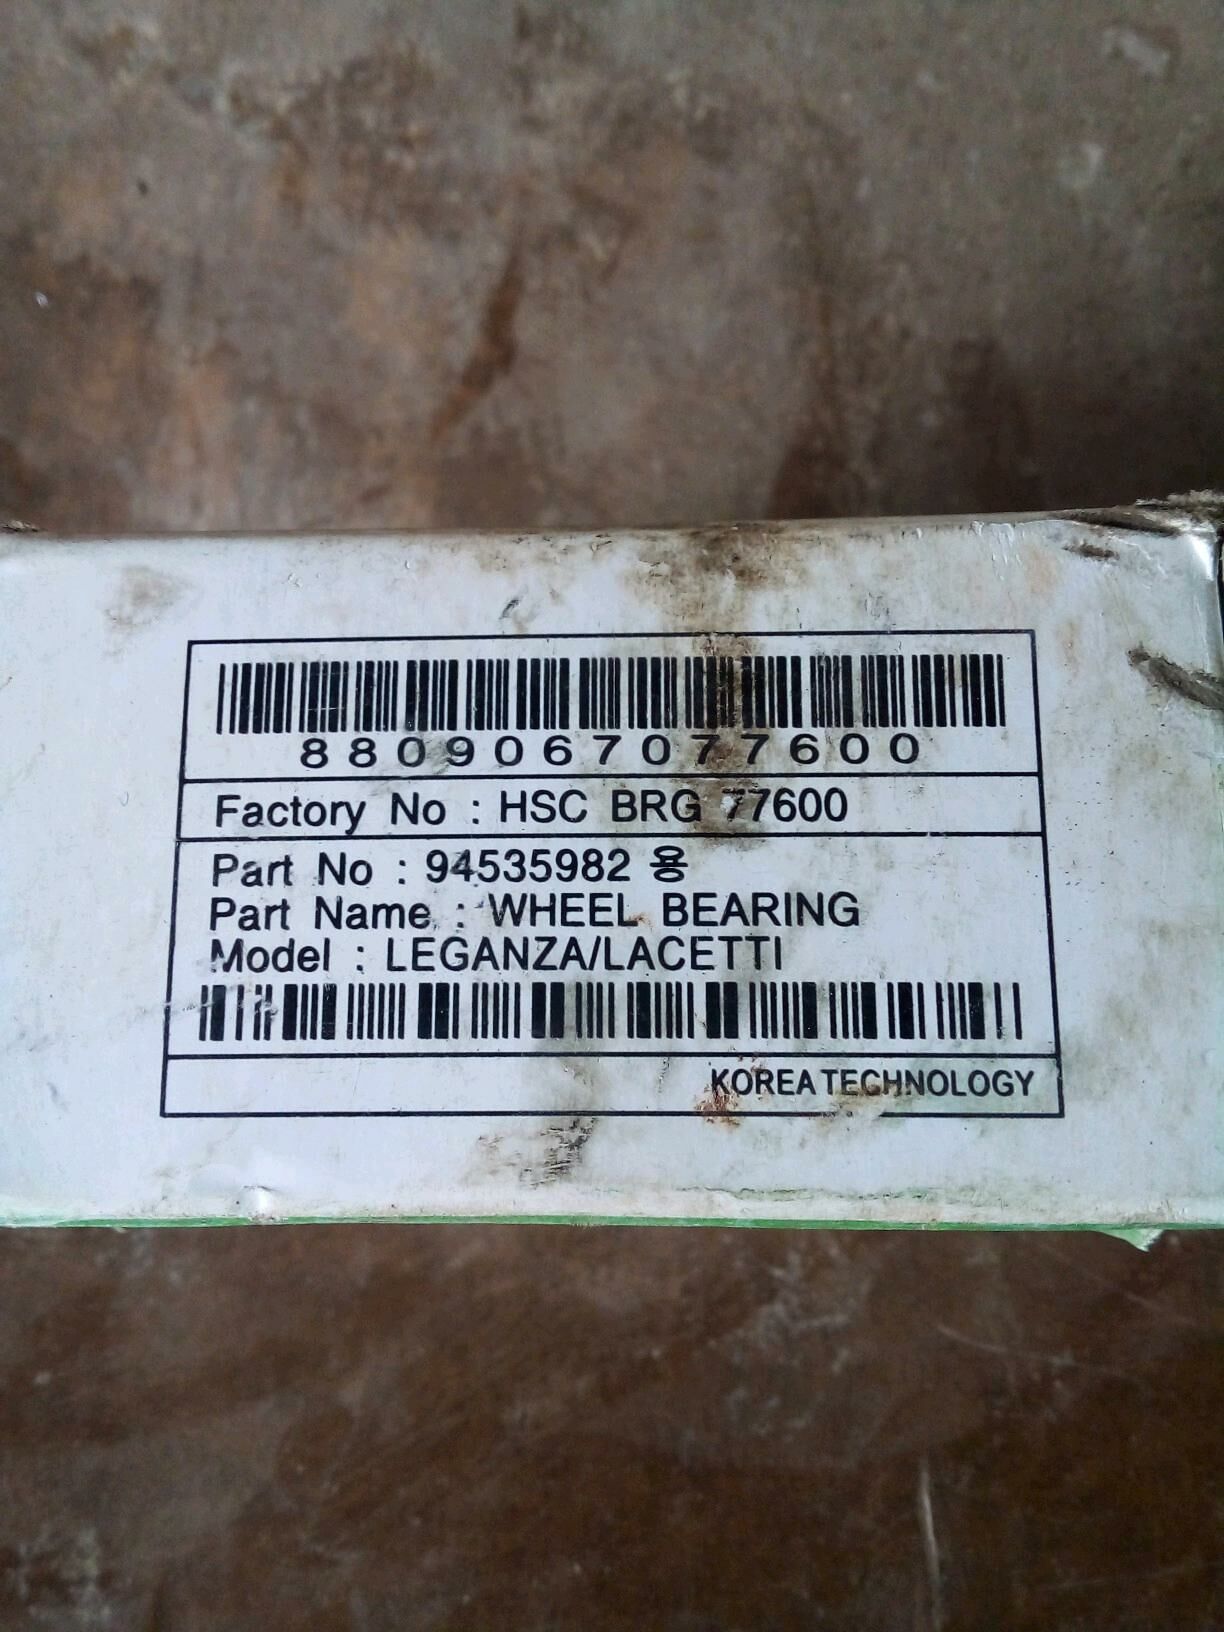 8809067077600
Factory No : HSC BRG 77600
Part No : 94535982 용
Part Name : WHEEL BEARING
Model : LEGANZA/LACETTI
KOREA TECHNOLOGY